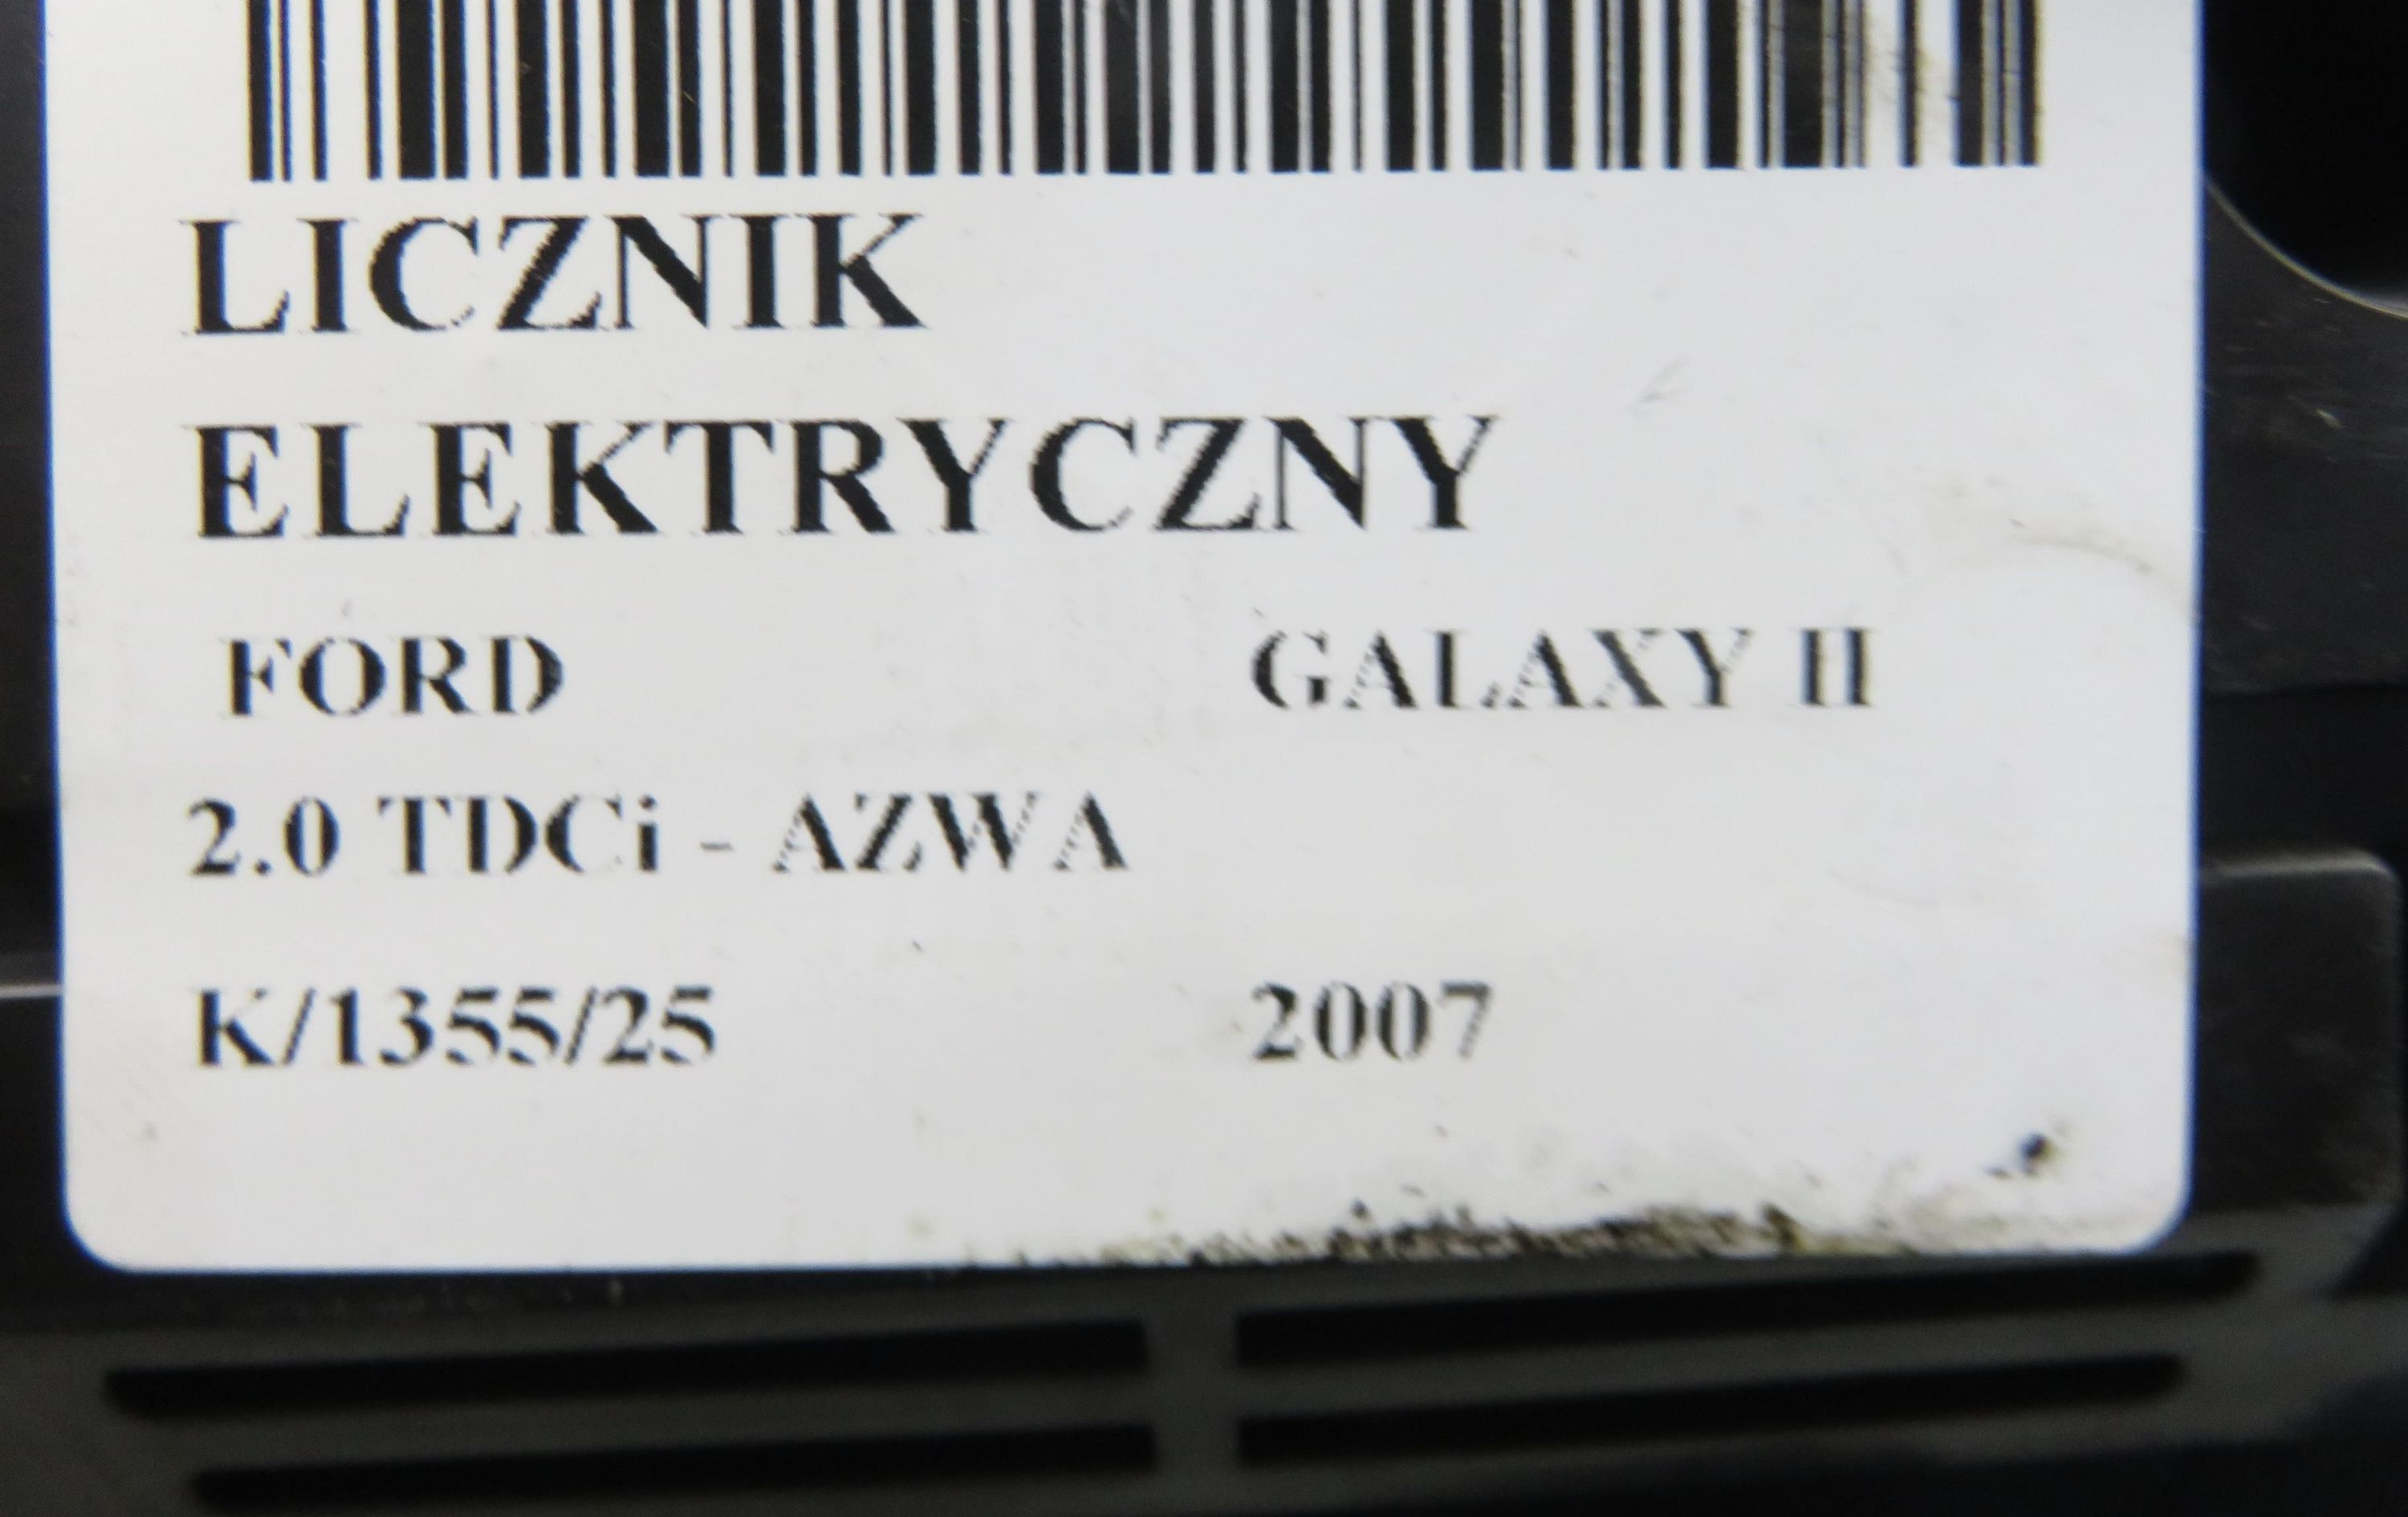 LICZNIK
ELEKTRYCZNY
FORD GALAXY II
2.0 TDCi - AZWA
K/1355/25 2007